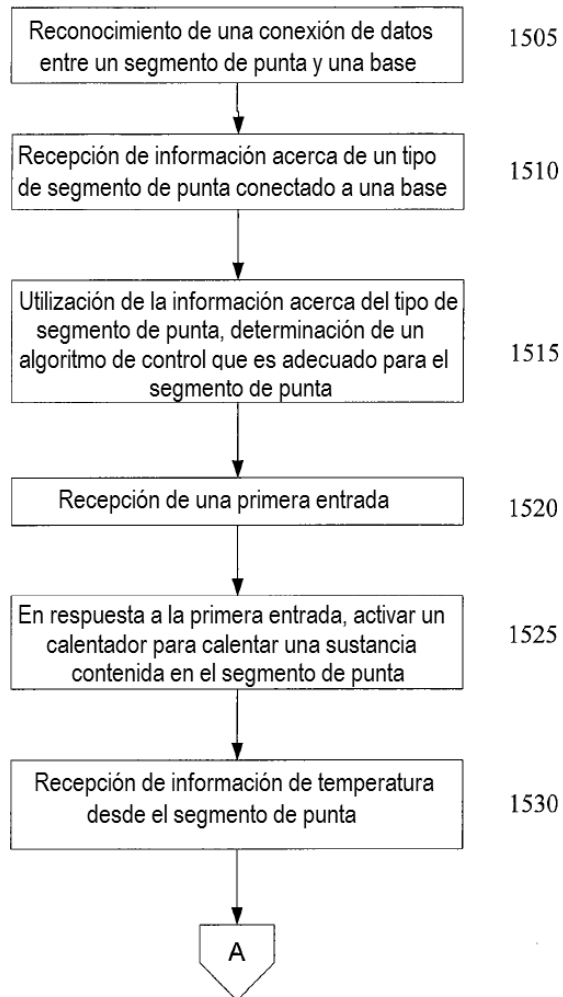 Reconocimiento de una conexión de datos
entre un segmento de punta y una base
1505
Recepción de información acerca de un tipo
de segmento de punta conectado a una base
1510
Utilización de la información acerca del tipo de
segmento de punta, determinación de un
algoritmo de control que es adecuado para el
segmento de punta
1515
Recepción de una primera entrada
1520
En respuesta a la primera entrada, activar un
calentador para calentar una sustancia
contenida en el segmento de punta
1525
Recepción de información de temperatura
desde el segmento de punta
1530
A